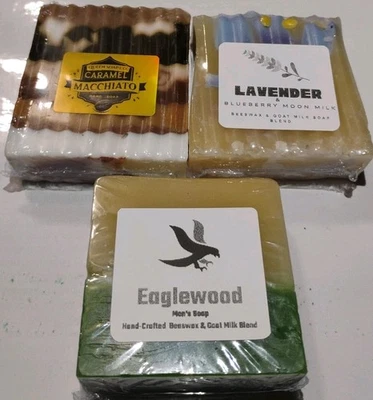 CARAMEL
MACCHIATO
LAVENDER
&
BLUEBERRY MOON MILK
BEESWAX & GOAT MILK SOAP
BLEND
Eaglewood
Men's Soap
Hand-Crafted Beeswax & Goat Milk Blend